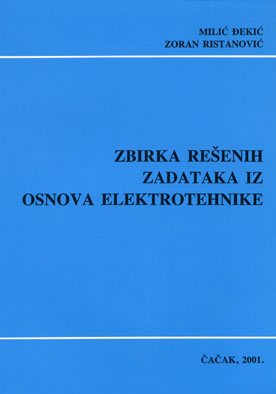 MILIĆ ĐEKIĆ
ZORAN RISTANOVIĆ
ZBIRKA REŠENIH
ZADATAKA IZ
OSNOVA ELEKTROTEHNIKE
ČAČAK, 2001.